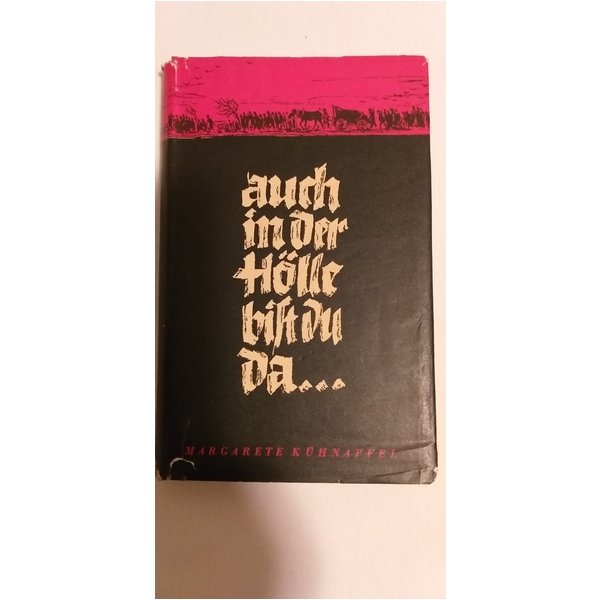 auch
in der
Hölle
bist du
da...
MARGARETE KÜHNAPFEL